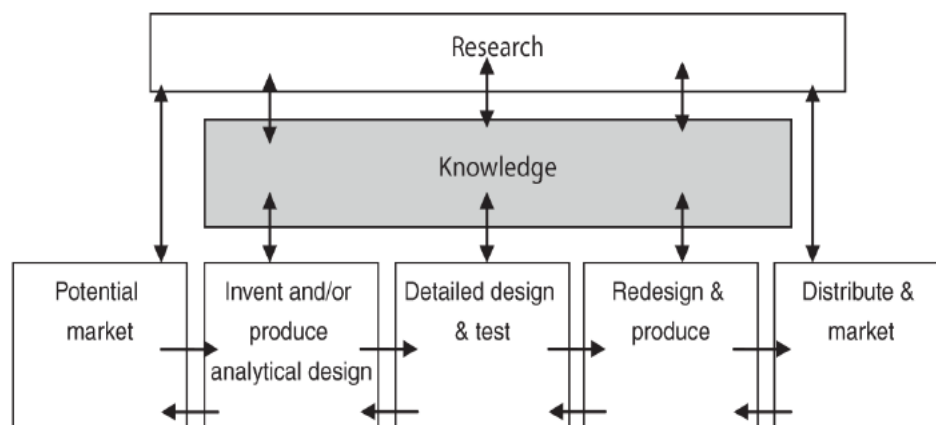 Research
Knowledge
Potential
market
Invent and/or
produce
analytical design
Detailed design
& test
Redesign &
produce
Distribute &
market